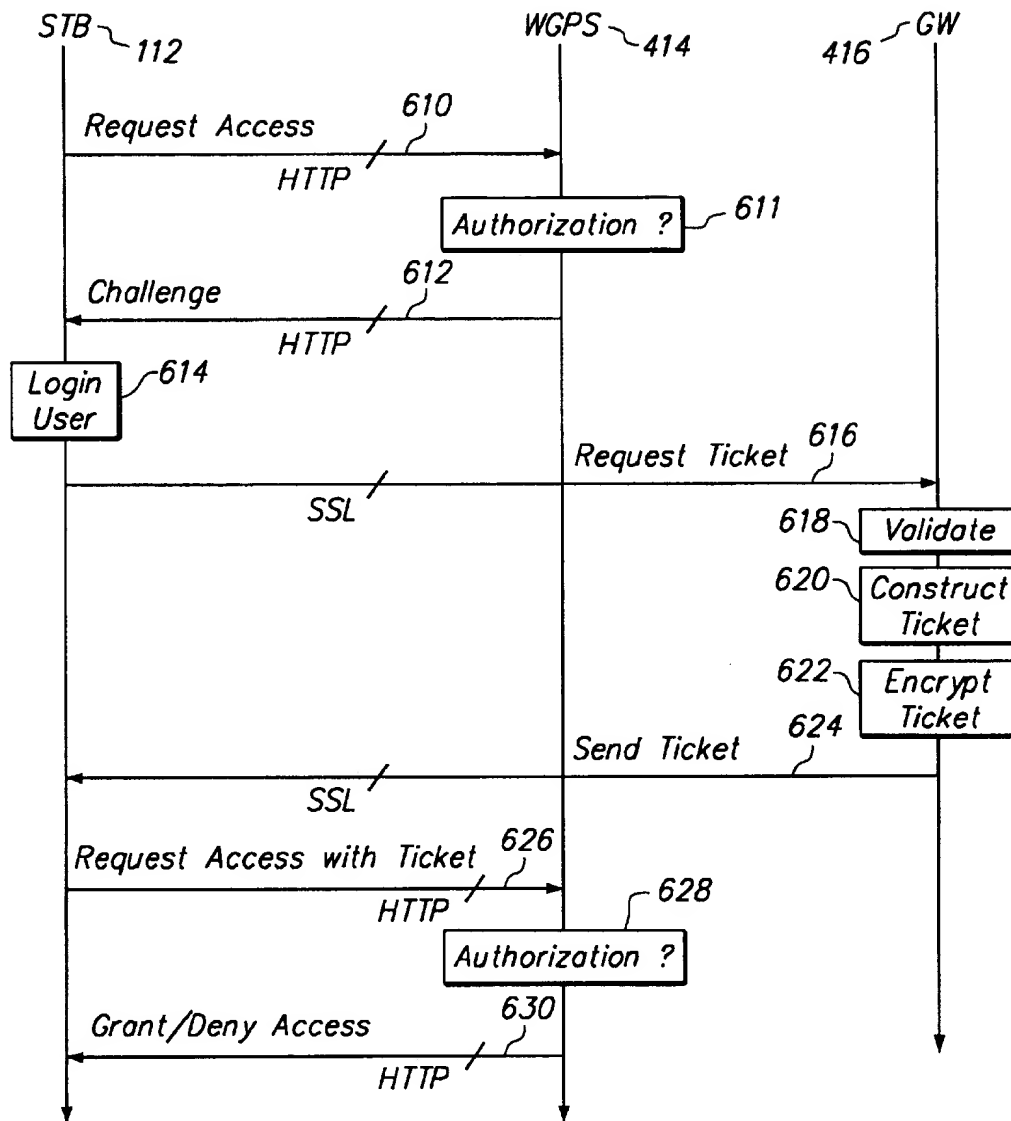 STB
112
WGPS
414
GW
416
Request Access
610
HTTP
Authorization ?
611
Challenge
612
HTTP
Login
User
614
Request Ticket
616
SSL
618
Validate
620
Construct
Ticket
622
Encrypt
Ticket
Send Ticket
624
SSL
Request Access with Ticket
626
HTTP
628
Authorization ?
Grant/Deny Access
630
HTTP